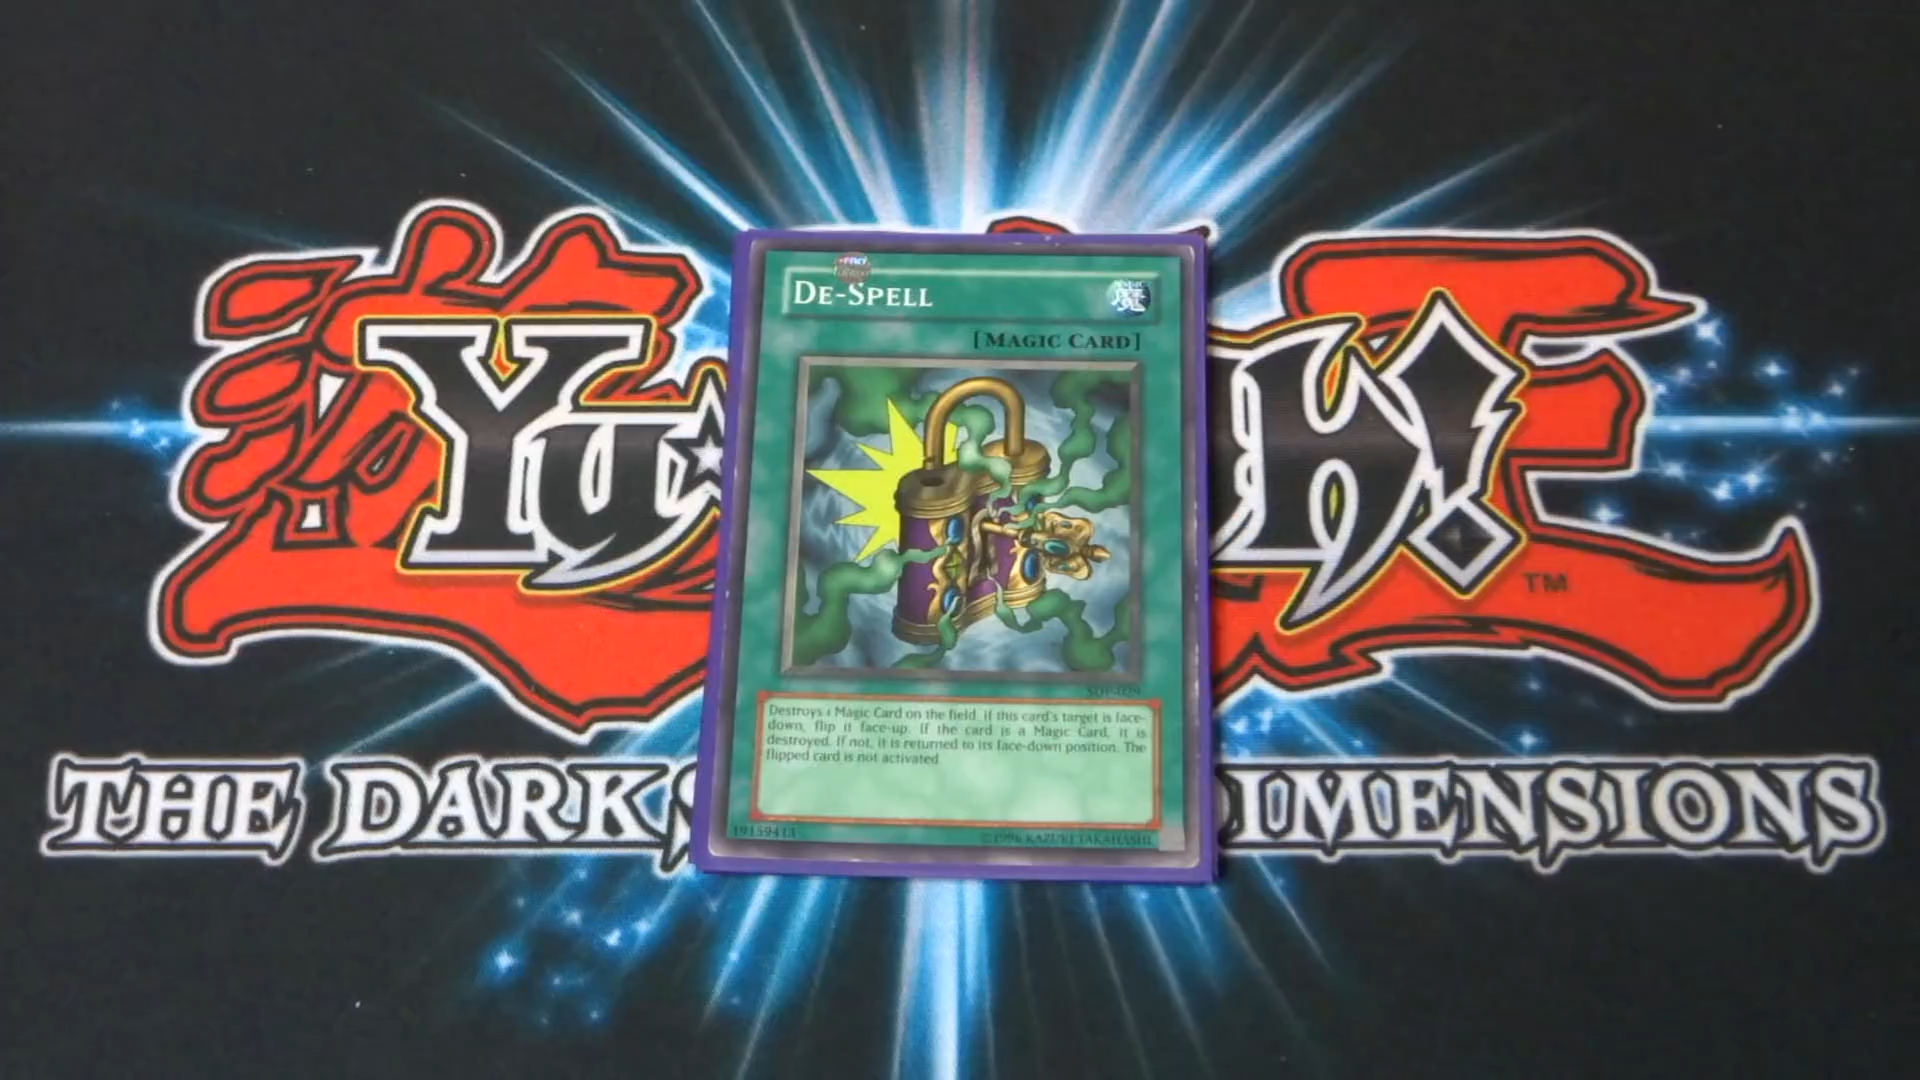 DE-SPELL
[MAGIC CARD]
Destroys 1 Magic Card on the field. If this card's target is face-
down, flip it face-up. If the card is a Magic Card, it is
destroyed. If not, it is returned to its face-down position. The
flipped card is not activated.
19159413
©1996 KAZUKI TAKAHASHI
Yu H!
TM
THE DARKS DIMENSIONS